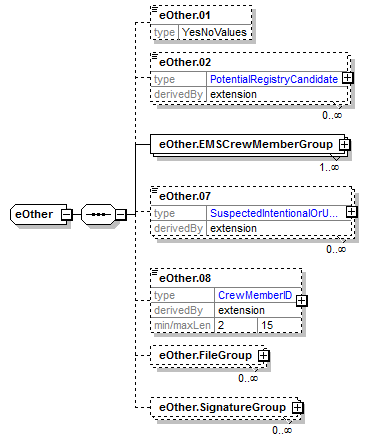 eOther.01
type YesNoValues
eOther.02
type PotentialRegistryCandidate
derivedBy extension
0..∞
eOther.EMSCrewMemberGroup
1..∞
eOther.07
type SuspectedIntentionalOrU...
derivedBy extension
0..∞
eOther
eOther.08
type CrewMemberID
derivedBy extension
min/maxLen 2 15
eOther.FileGroup
0..∞
eOther.SignatureGroup
0..∞